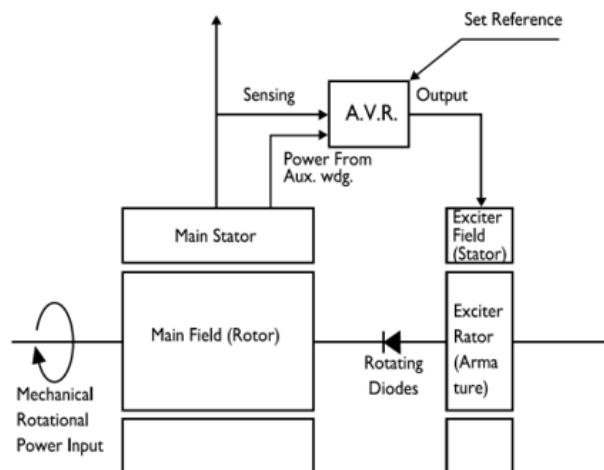 Set Reference
Sensing
A.V.R.
Output
Power From
Aux. wdg.
Main Stator
Exciter
Field
(Stator)
Main Field (Rotor)
Exciter
Rator
(Arma
ture)
Rotating
Diodes
Mechanical
Rotational
Power Input